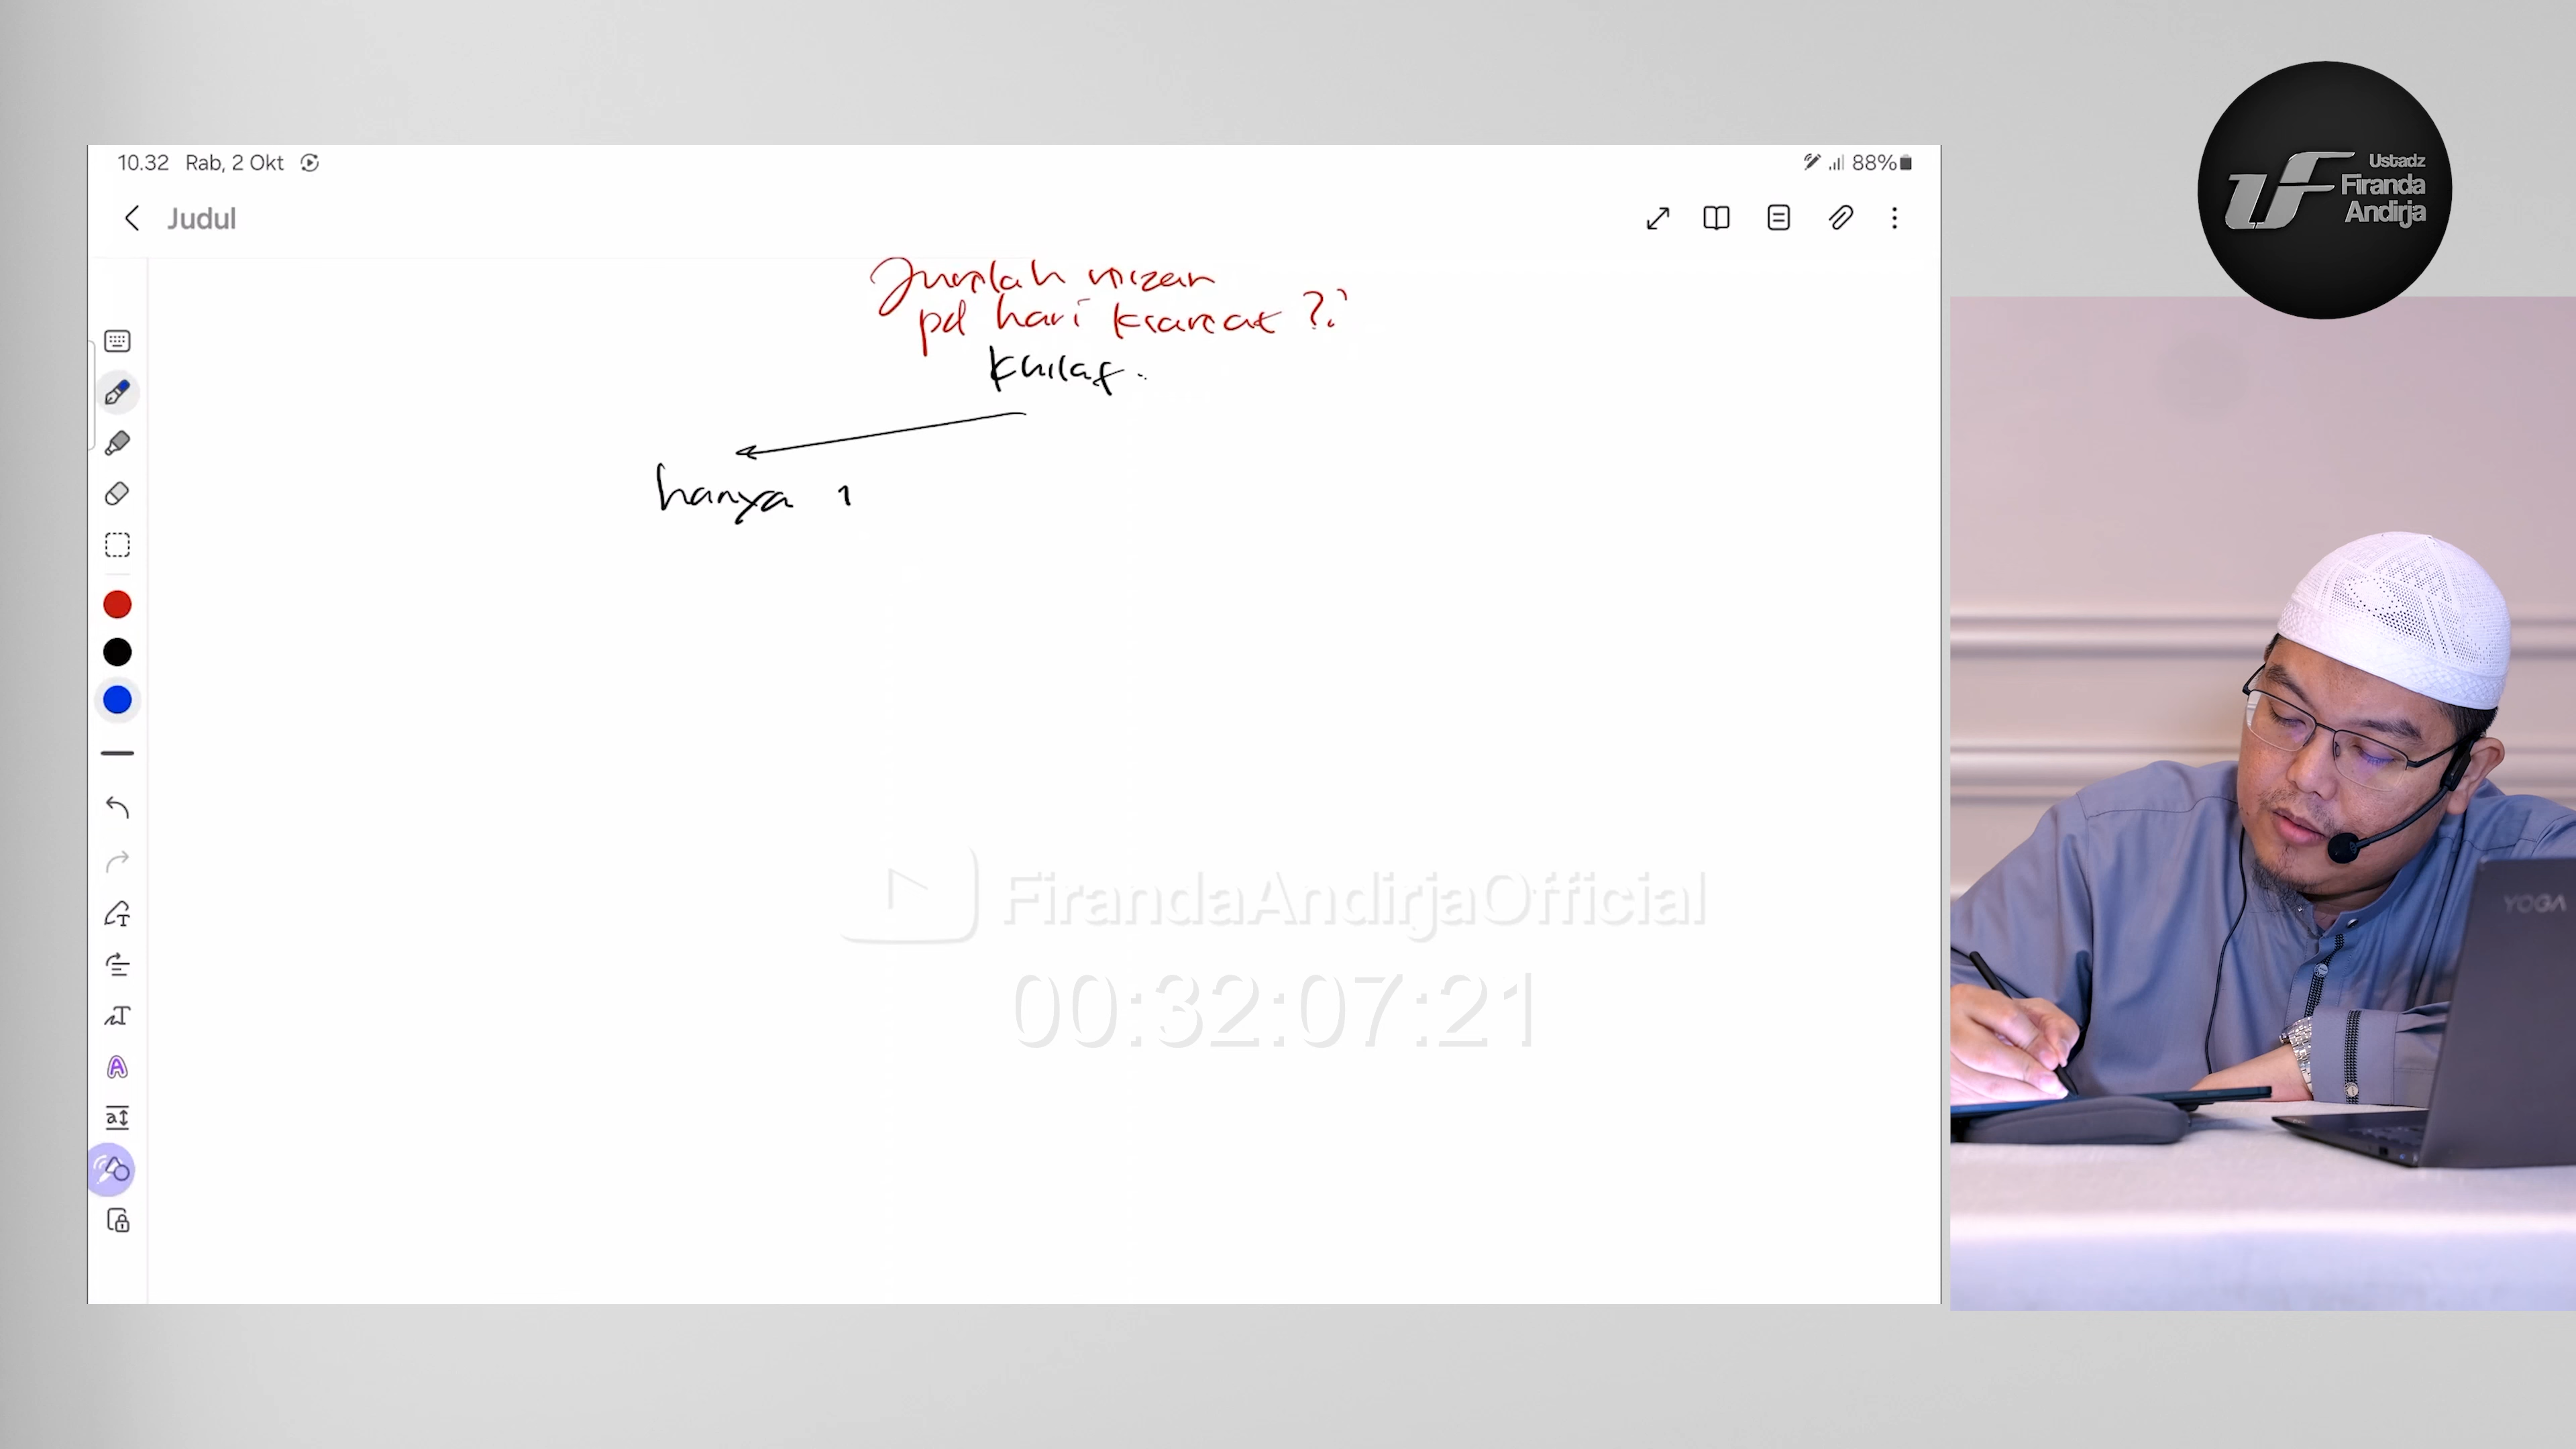 10.32 Rab, 2 Okt
88%
Judul
Jumlah mizan
pd hari kiamat ??
Khilaf.
hanya 1
Ustadz
Firanda
Andirja
FirandaAndirjaOfficial
00:32:07:21
YOGA